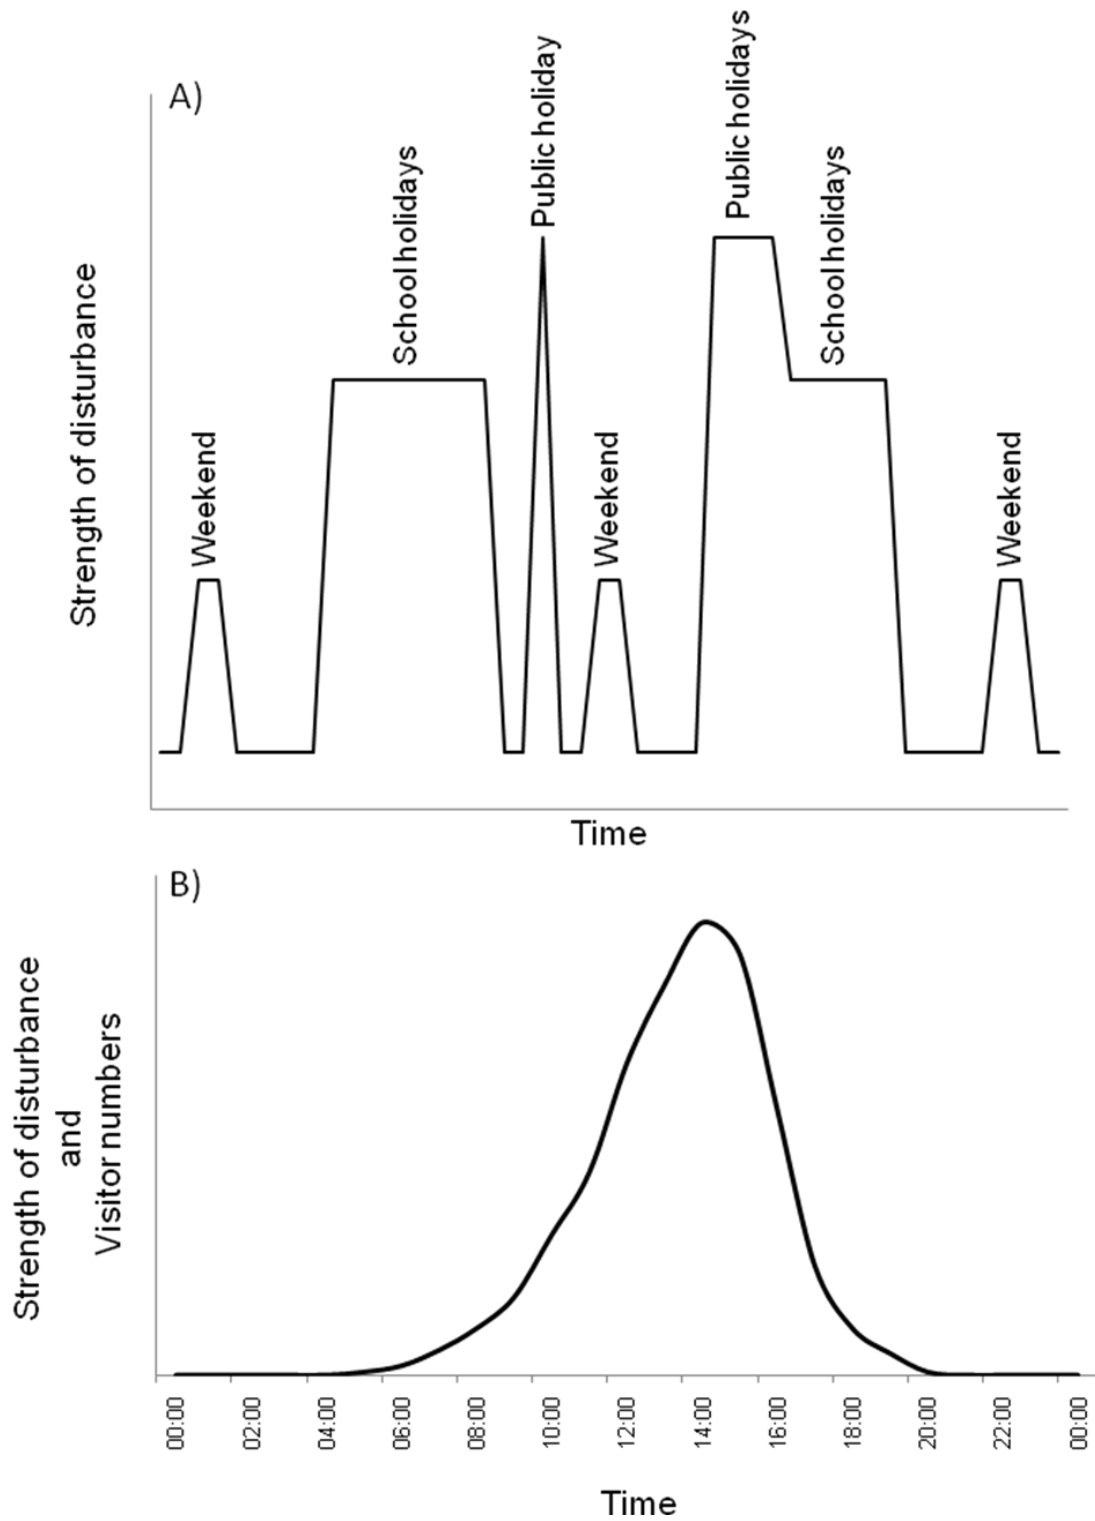 A)
Strength of disturbance
Weekend
School holidays
Public holiday
Weekend
Public holidays
School holidays
Weekend
Time
B)
Strength of disturbance
and
Visitor numbers
00:00
02:00
04:00
06:00
08:00
10:00
12:00
14:00
16:00
18:00
20:00
22:00
00:00
Time